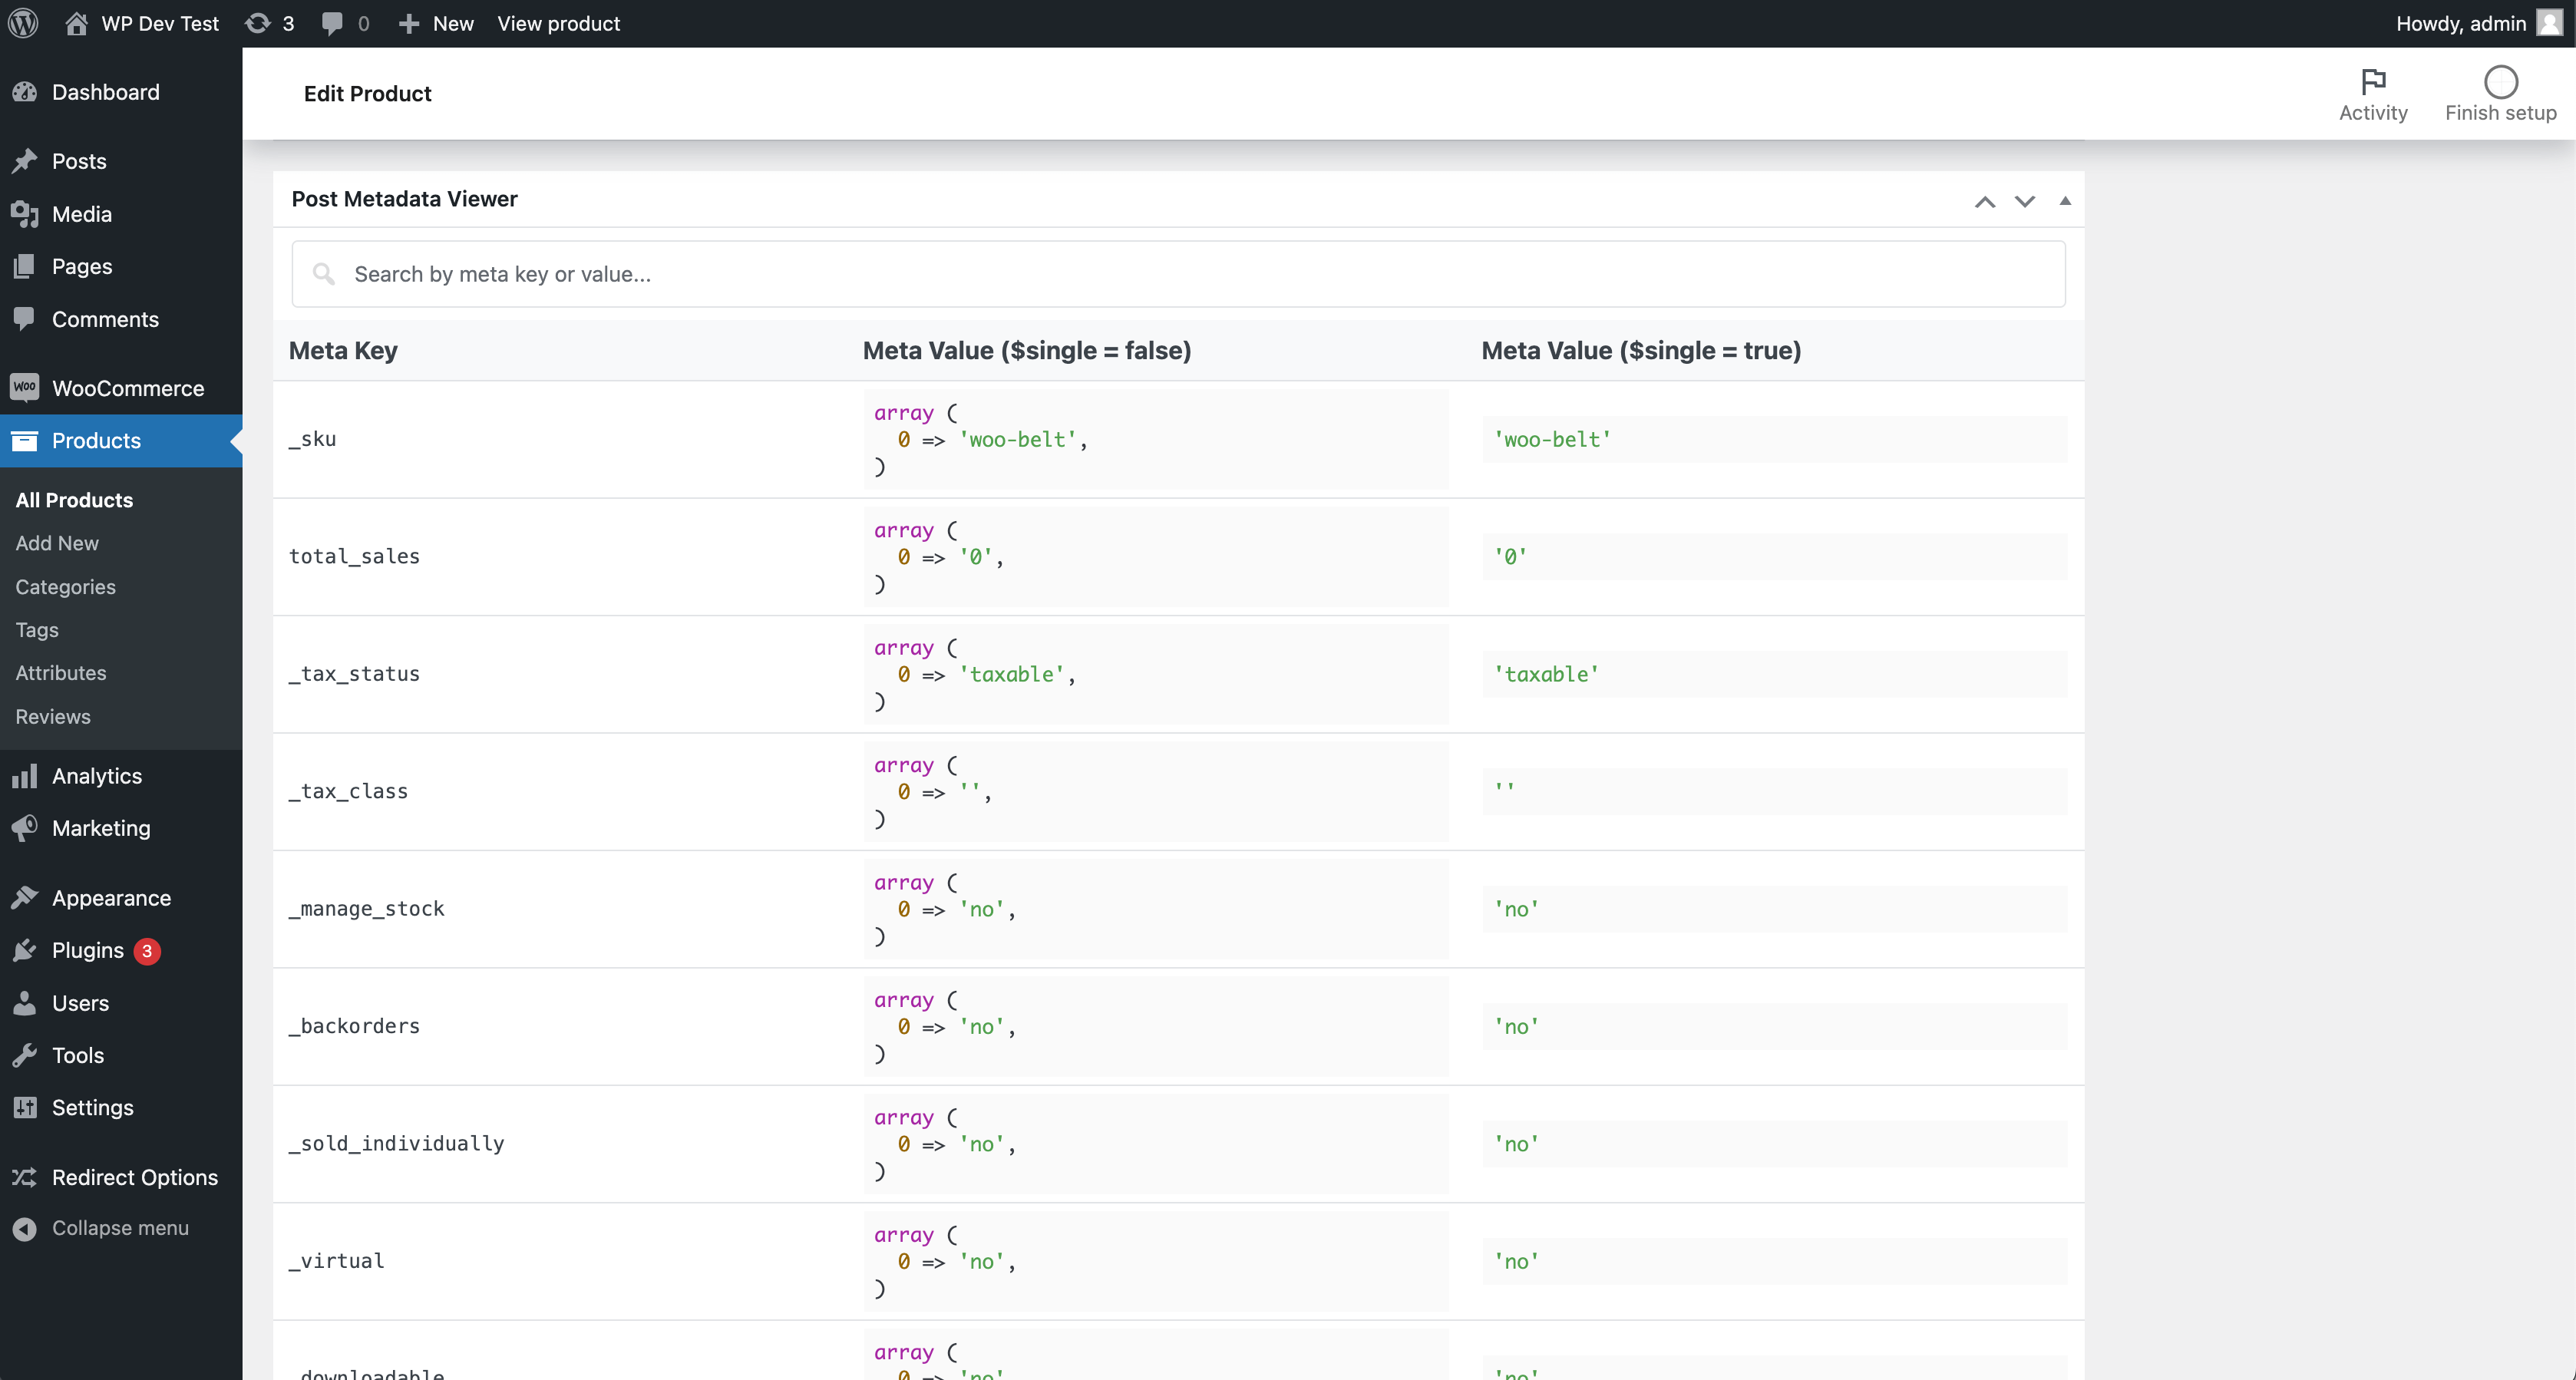 WP Dev Test 3 0 New View product Howdy, admin
Dashboard
Posts
Media
Pages
Comments
Woo WooCommerce
Products
All Products
Add New
Categories
Tags
Attributes
Reviews
Analytics
Marketing
Appearance
Plugins 3
Users
Tools
Settings
Redirect Options
Collapse menu
Edit Product
Activity
Finish setup
Post Metadata Viewer
Search by meta key or value...
Meta Key Meta Value ($single = false) Meta Value ($single = true)
_sku
array (
0 => 'woo-belt',
)
'woo-belt'
total_sales
array (
0 => '0',
)
'0'
_tax_status
array (
0 => 'taxable',
)
'taxable'
_tax_class
array (
0 => '',
)
''
_manage_stock
array (
0 => 'no',
)
'no'
_backorders
array (
0 => 'no',
)
'no'
_sold_individually
array (
0 => 'no',
)
'no'
_virtual
array (
0 => 'no',
)
'no'
_downloadable
array (
0 => 'no'
'no'